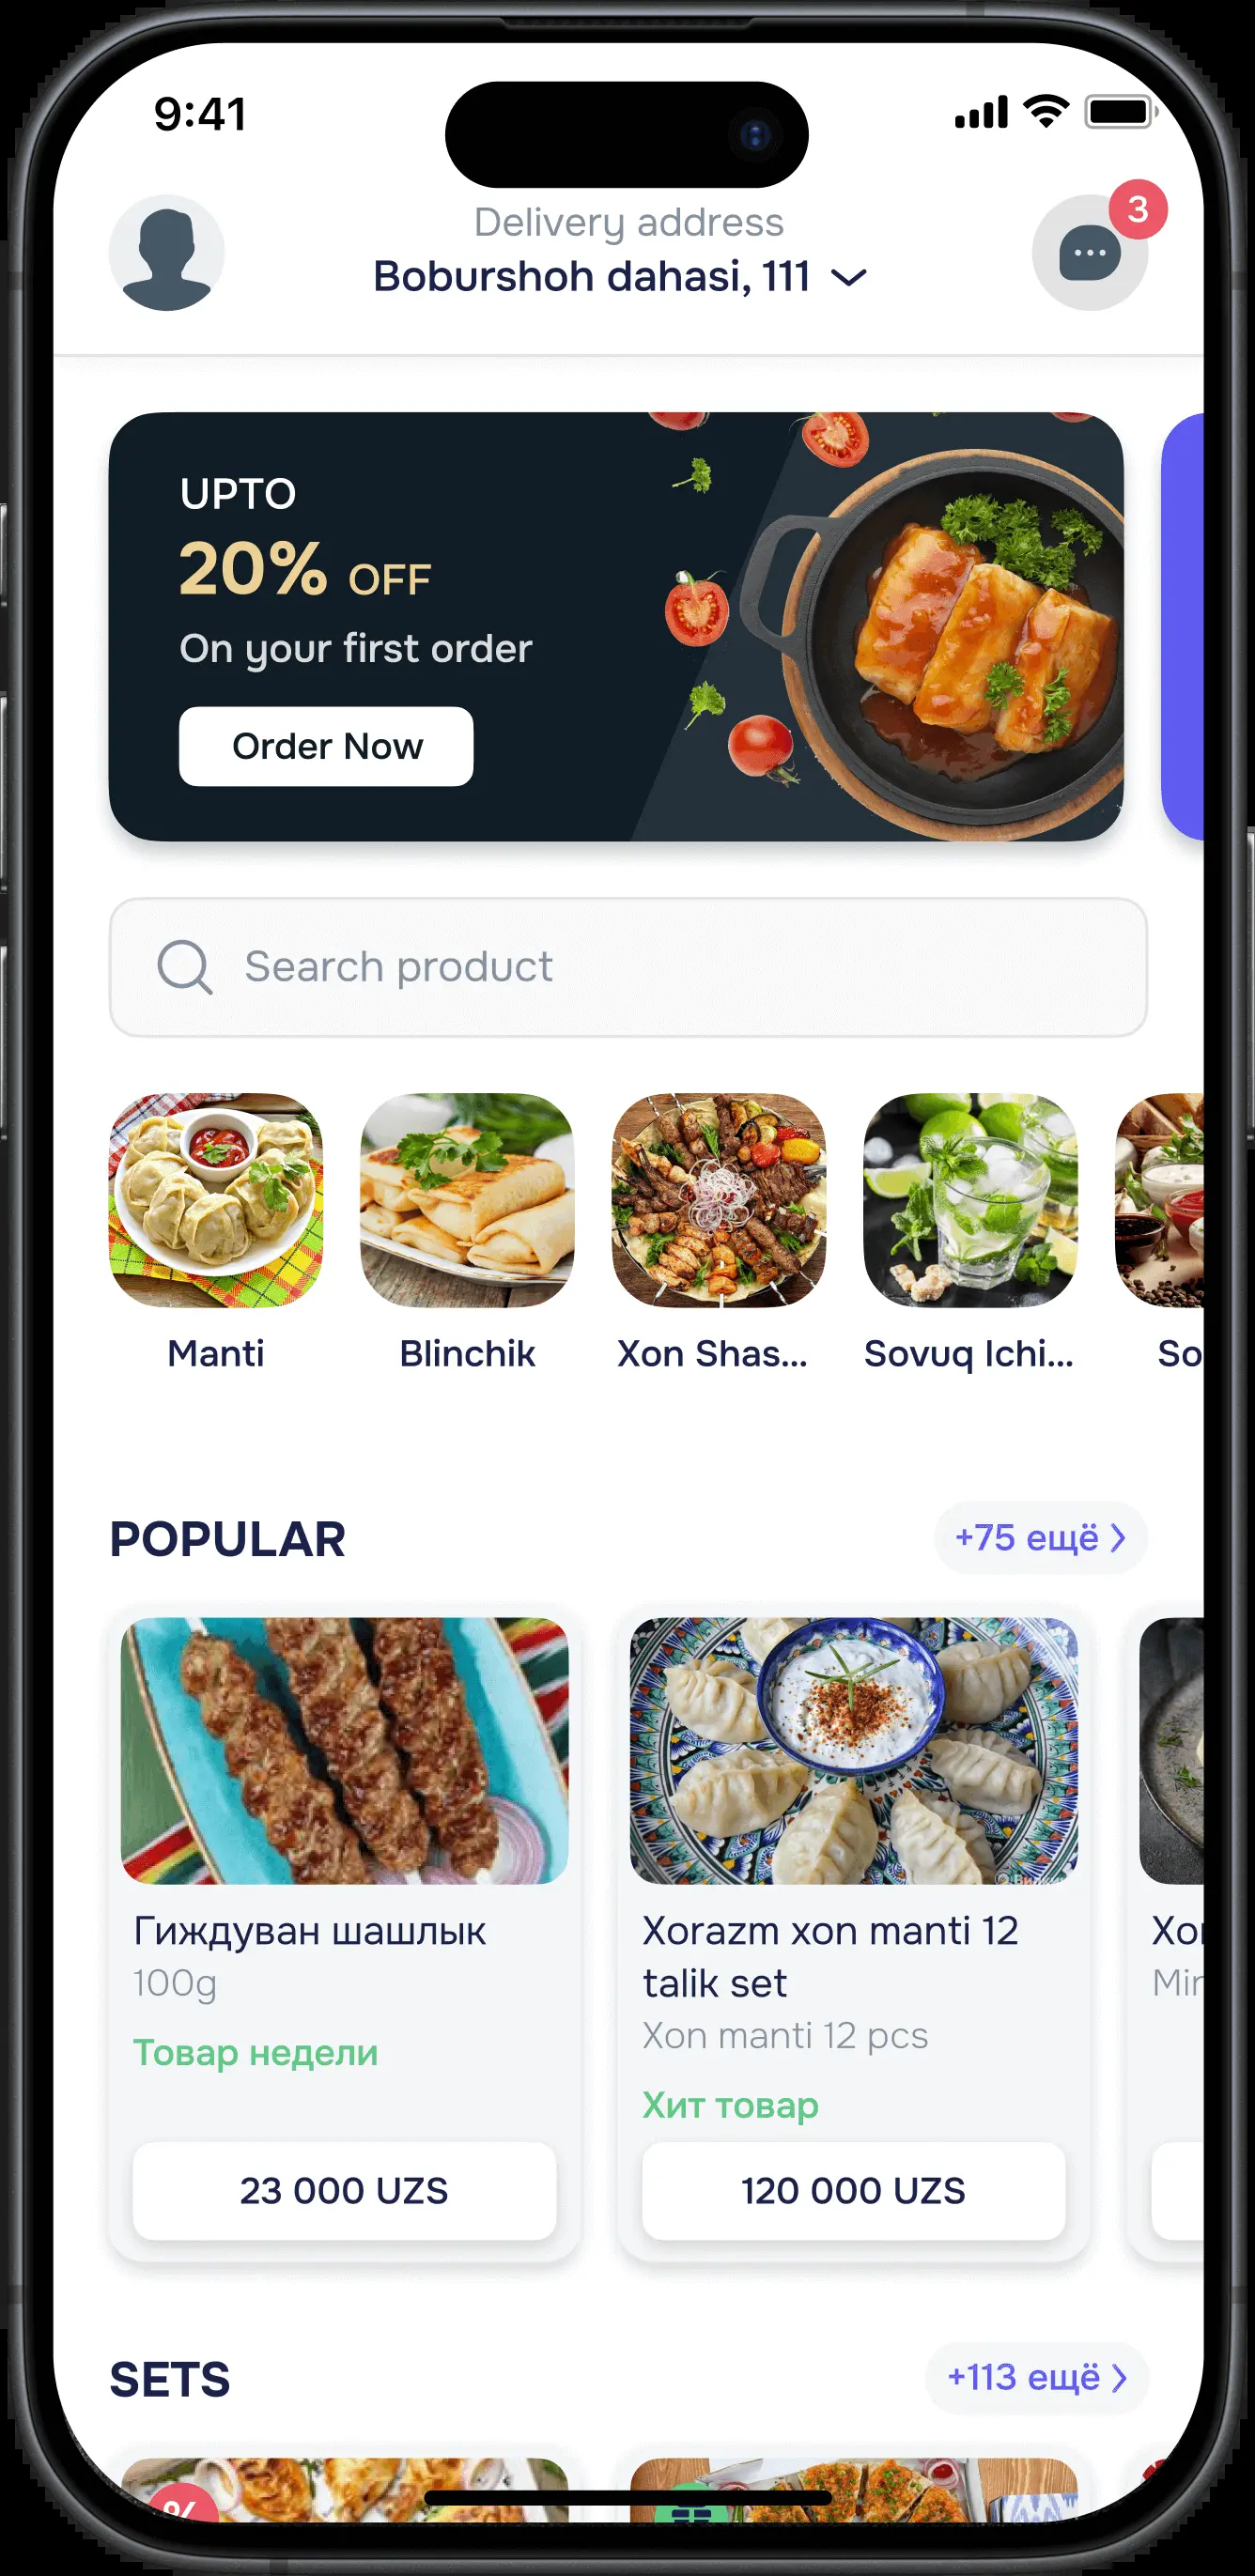 9:41
3
Delivery address
Boburshoh dahasi, 111
UPTO
20% OFF
On your first order
Order Now
Search product
Manti
Blinchik
Xon Shas...
Sovuq Ichi...
So
POPULAR
+75 ещё
Гиждуван шашлык
100g
Товар недели
23 000 UZS
Xorazm xon manti 12
talik set
Xon manti 12 pcs
Хит товар
120 000 UZS
SETS
+113 ещё
%